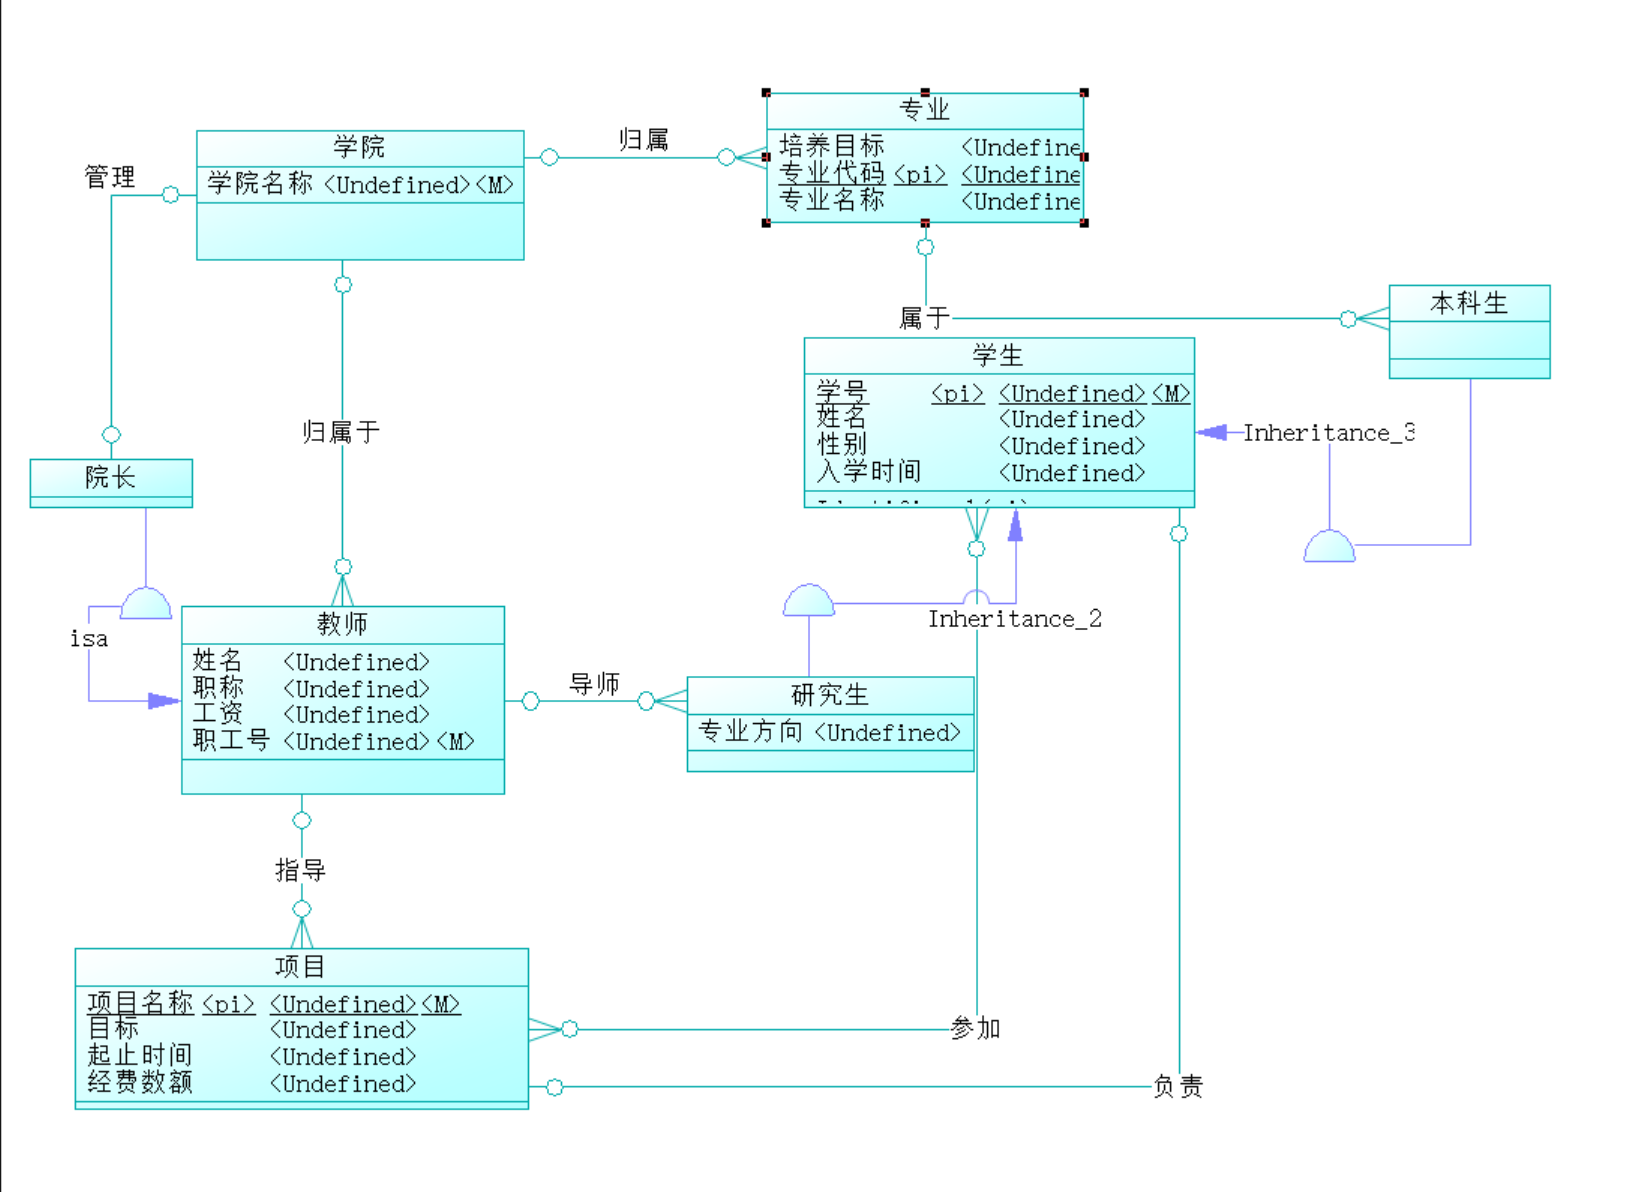 专业
培养目标 <Undefine
专业代码 <pi> <Undefine
专业名称 <Undefine
归属
学院
学院名称 <Undefined> <M>
管理
属于
本科生
学生
学号 <pi> <Undefined> <M>
姓名 <Undefined>
性别 <Undefined>
入学时间 <Undefined>
Inheritance_3
归属于
院长
isa
教师
姓名 <Undefined>
职称 <Undefined>
工资 <Undefined>
职工号 <Undefined> <M>
导师
Inheritance_2
研究生
专业方向 <Undefined>
指导
项目
项目名称 <pi> <Undefined> <M>
目标 <Undefined>
起止时间 <Undefined>
经费数额 <Undefined>
参加
负责